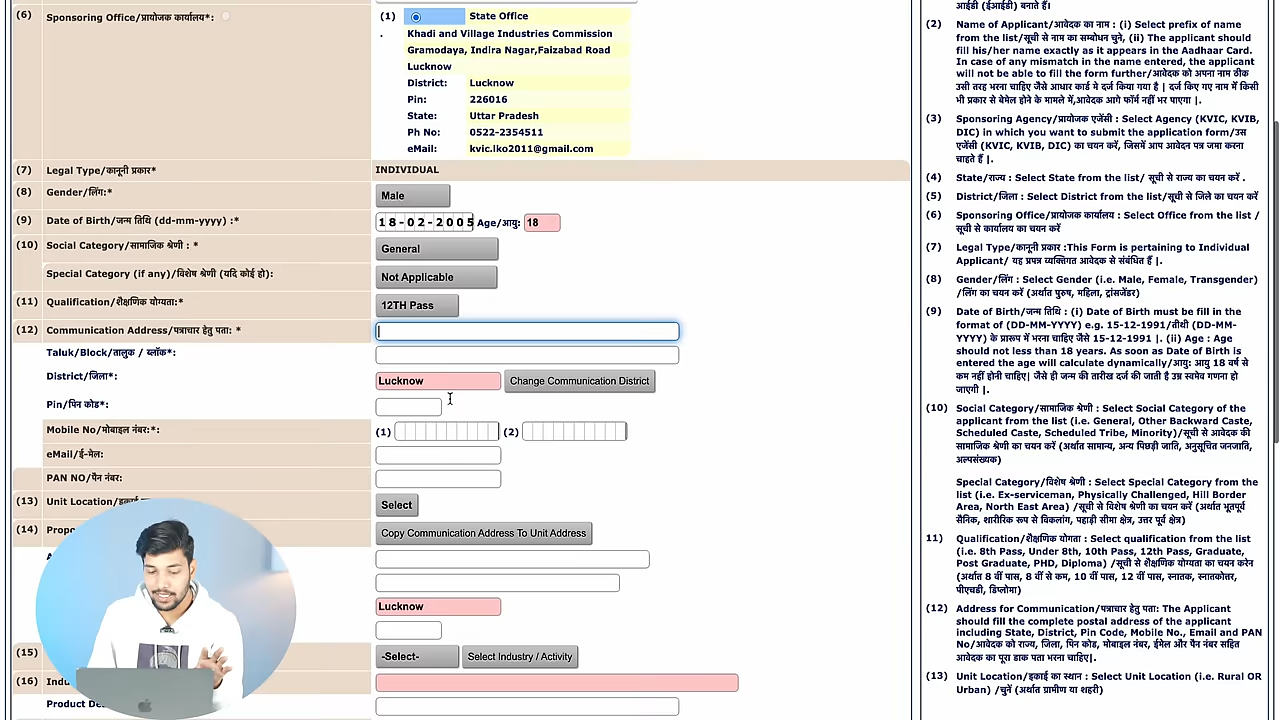 (6) Sponsoring Office/प्रायोजक कार्यालय*:
(1) State Office
.
Khadi and Village Industries Commission
Gramodaya, Indira Nagar,Faizabad Road
Lucknow
District: Lucknow
Pin: 226016
State: Uttar Pradesh
Ph No: 0522-2354511
eMail: kvic.lko2011@gmail.com
(7) Legal Type/कानूनी प्रकार* INDIVIDUAL
(8) Gender/लिंग:* Male
(9) Date of Birth/जन्म तिथि (dd-mm-yyyy) :* 18-02-2005 Age/आयु: 18
(10) Social Category/सामाजिक श्रेणी : * General
Special Category (if any)/विशेष श्रेणी (यदि कोई हो): Not Applicable
(11) Qualification/शैक्षणिक योग्यता:* 12TH Pass
(12) Communication Address/पत्राचार हेतु पता: *
Taluk/Block/तालुक / ब्लॉक*:
District/जिला*: Lucknow Change Communication District
Pin/पिन कोड*:
Mobile No/मोबाइल नंबर:*: (1) (2)
eMail/ई-मेल:
PAN NO/पैन नंबर:
(13) Unit Location/इकाई का Select
(14) Propo Copy Communication Address To Unit Address
Lucknow
(15) -Select- Select Industry / Activity
(16) Indu
Product De
आईडी (ईआईडी) बनाते हैं।
(2) Name of Applicant/आवेदक का नाम : (i) Select prefix of name
from the list/सूची से नाम का सम्बोधन चुनें, (ii) The applicant should
fill his/her name exactly as it appears in the Aadhaar Card.
In case of any mismatch in the name entered, the applicant
will not be able to fill the form further/आवेदक को अपना नाम ठीक
उसी तरह भरना चाहिए जैसे आधार कार्ड मे दर्ज किया गया है | दर्ज किए गए नाम में किसी
भी प्रकार से बेमेल होने के मामले में,आवेदक आगे फॉर्म नहीं भर पाएगा |.
(3) Sponsoring Agency/प्रायोजक एजेंसी : Select Agency (KVIC, KVIB,
DIC) in which you want to submit the application form/उस
एजेंसी (KVIC, KVIB, DIC) का चयन करें, जिसमें आप आवेदन पत्र जमा करना
चाहते हैं |.
(4) State/राज्य : Select State from the list/ सूची से राज्य का चयन करें .
(5) District/जिला : Select District from the list/सूची से जिले का चयन करें
(6) Sponsoring Office/प्रायोजक कार्यालय : Select Office from the list /
सूची से कार्यालय का चयन करें
(7) Legal Type/कानूनी प्रकार :This Form is pertaining to Individual
Applicant/ यह प्रपत्र व्यक्तिगत आवेदक से संबंधित हैं |.
(8) Gender/लिंग : Select Gender (i.e. Male, Female, Transgender)
/लिंग का चयन करें (अर्थात पुरुष, महिला, ट्रांसजेंडर)
(9) Date of Birth/जन्म तिथि : (i) Date of Birth must be fill in the
format of (DD-MM-YYYY) e.g. 15-12-1991/तीथी (DD-MM-
YYYY) के प्रारूप में भरना चाहिए जैसे 15-12-1991 |. (ii) Age : Age
should not less than 18 years. As soon as Date of Birth is
entered the age will calculate dynamically/आयु: आयु 18 वर्ष से
कम नहीं होनी चाहिए| जैसे ही जन्म की तारीख दर्ज की जाती है उम्र स्वमेव गणना हो
जाएगी |.
(10) Social Category/सामाजिक श्रेणी : Select Social Category of the
applicant from the list (i.e. General, Other Backward Caste,
Scheduled Caste, Scheduled Tribe, Minority)/सूची से आवेदक की
सामाजिक श्रेणी का चयन करें (अर्थात सामान्य, अन्य पिछड़ी जाति, अनुसूचित जनजाति,
अल्पसंख्यक)
Special Category/विशेष श्रेणी : Select Special Category from the
list (i.e. Ex-serviceman, Physically Challenged, Hill Border
Area, North East Area) /सूची से विशेष श्रेणी का चयन करें (अर्थात भूतपूर्व
सैनिक, शारीरिक रूप से विकलांग, पहाड़ी सीमा क्षेत्र, उत्तर पूर्व क्षेत्र)
11) Qualification/शैक्षणिक योगता : Select qualification from the list
(i.e. 8th Pass, Under 8th, 10th Pass, 12th Pass, Graduate,
Post Graduate, PHD, Diploma) /सूची से शैक्षणिक योग्यता का चयन करेन
(अर्थात 8 वीं पास, 8 वीं से कम, 10 वीं पास, 12 वीं पास, स्नातक, स्नातकोत्तर,
पीएचडी, डिप्लोमा)
(12) Address for Communication/पत्राचार हेतु पता: The Applicant
should fill the complete postal address of the applicant
including State, District, Pin Code, Mobile No., Email and PAN
No/आवेदक को राज्य, जिला, पिन कोड, मोबाइल नंबर, ईमेल और पैन नंबर सहित
आवेदक का पूरा डाक पता भरना चाहिए|.
(13) Unit Location/इकाई का स्थान : Select Unit Location (i.e. Rural OR
Urban) /चुनें (अर्थात ग्रामीण या शहरी)